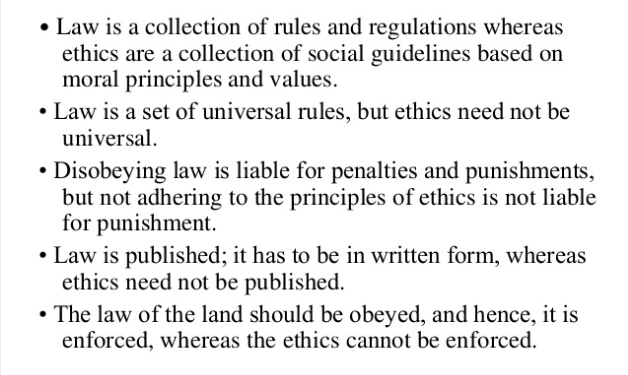 • Law is a collection of rules and regulations whereas
ethics are a collection of social guidelines based on
moral principles and values.
• Law is a set of universal rules, but ethics need not be
universal.
• Disobeying law is liable for penalties and punishments,
but not adhering to the principles of ethics is not liable
for punishment.
• Law is published; it has to be in written form, whereas
ethics need not be published.
• The law of the land should be obeyed, and hence, it is
enforced, whereas the ethics cannot be enforced.